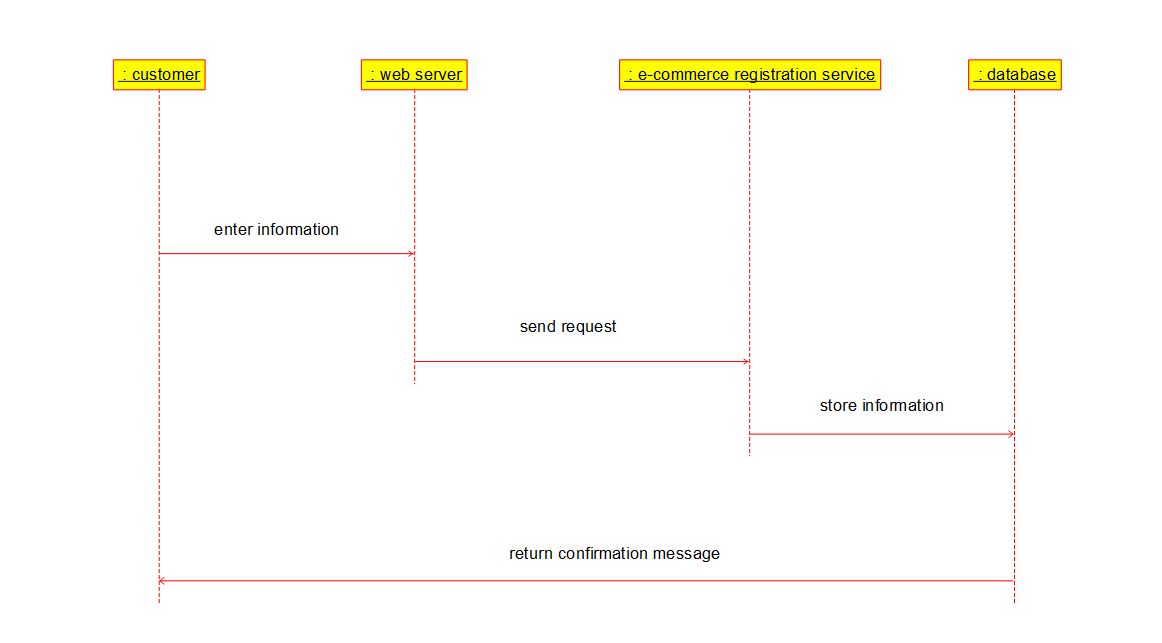 : customer
: web server
: e-commerce registration service
: database
enter information
send request
store information
return confirmation message